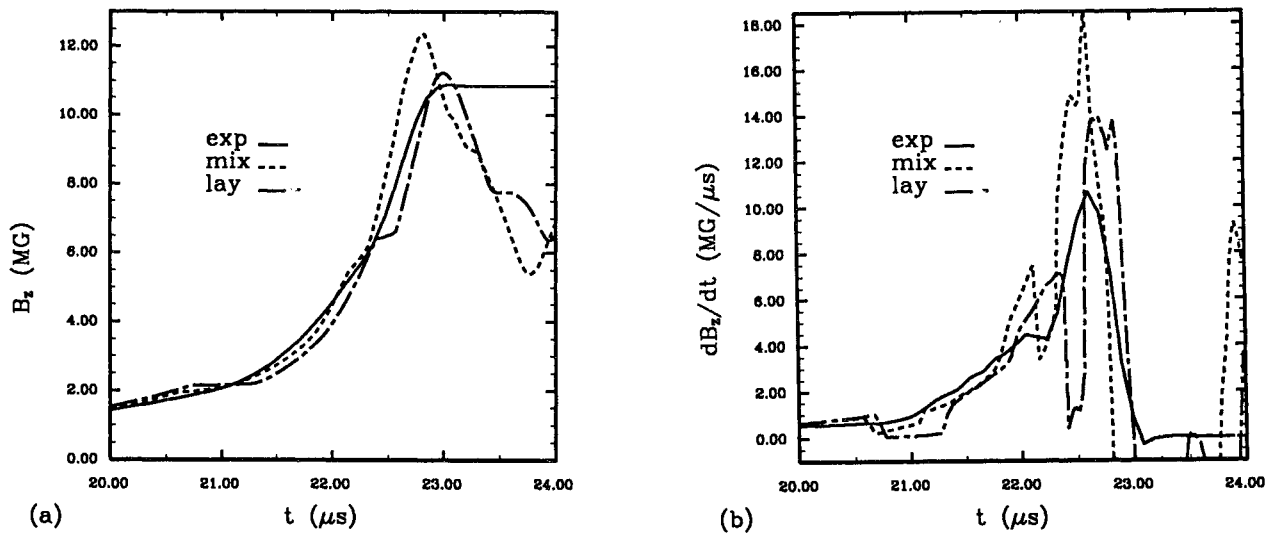 12.00
10.00
8.00
6.00
4.00
2.00
0.00
B_z (MG)
exp
mix
lay
20.00 21.00 22.00 23.00 24.00
(a) t (μs)
18.00
16.00
14.00
12.00
10.00
8.00
6.00
4.00
2.00
0.00
dB_z/dt (MG/μs)
exp
mix
lay
20.00 21.00 22.00 23.00 24.00
(b) t (μs)